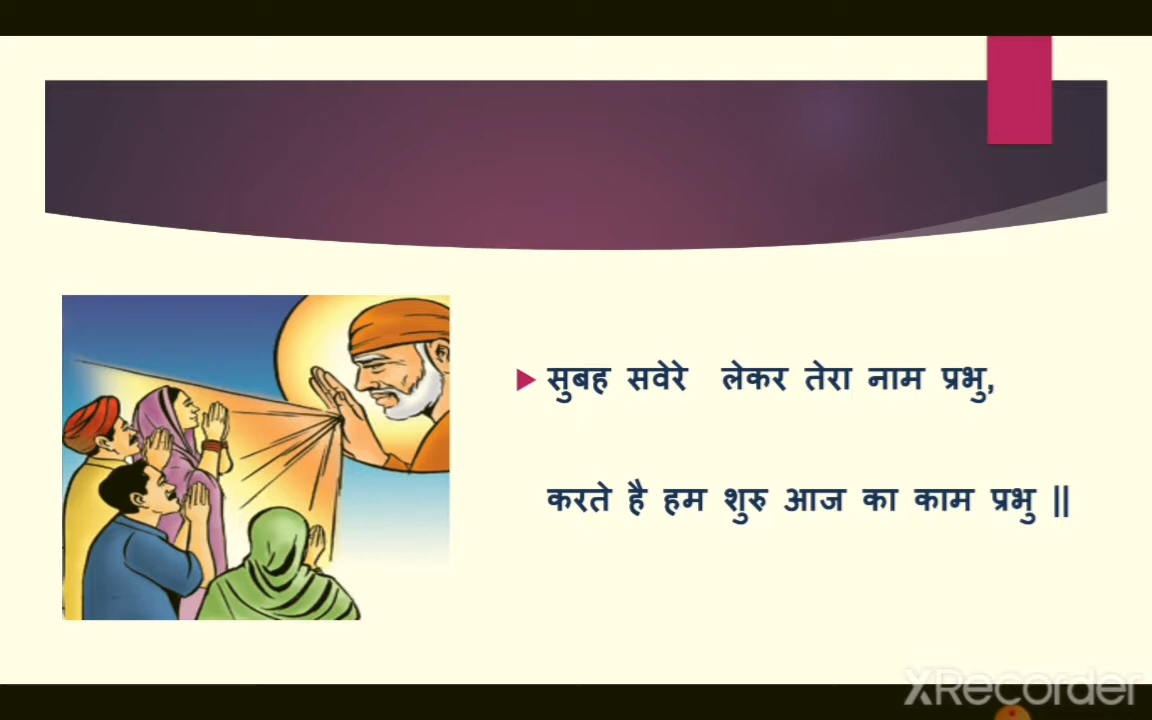 सुबह सवेरे लेकर तेरा नाम प्रभु,
करते है हम शुरु आज का काम प्रभु ||
XRecorder